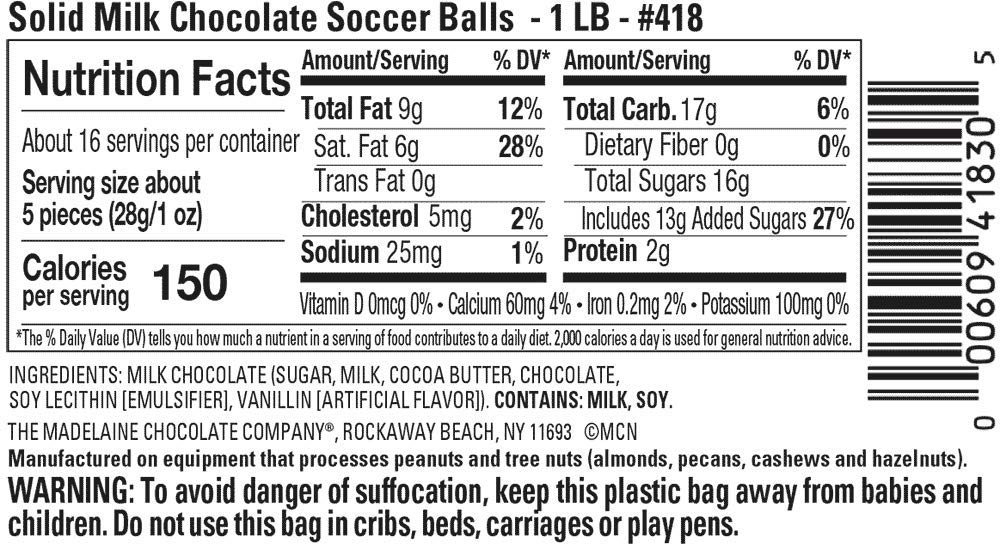 Solid Milk Chocolate Soccer Balls - 1 LB - #418
Nutrition Facts
About 16 servings per container
Serving size about
5 pieces (28g/1 oz)
Calories
per serving 150
Amount/Serving % DV*
Total Fat 9g 12%
Sat. Fat 6g 28%
Trans Fat 0g
Cholesterol 5mg 2%
Sodium 25mg 1%
Amount/Serving % DV*
Total Carb. 17g 6%
Dietary Fiber 0g 0%
Total Sugars 16g
Includes 13g Added Sugars 27%
Protein 2g
Vitamin D 0mcg 0% • Calcium 60mg 4% • Iron 0.2mg 2% • Potassium 100mg 0%
*The % Daily Value (DV) tells you how much a nutrient in a serving of food contributes to a daily diet. 2,000 calories a day is used for general nutrition advice.
INGREDIENTS: MILK CHOCOLATE (SUGAR, MILK, COCOA BUTTER, CHOCOLATE,
SOY LECITHIN [EMULSIFIER], VANILLIN [ARTIFICIAL FLAVOR]). CONTAINS: MILK, SOY.
THE MADELAINE CHOCOLATE COMPANY®, ROCKAWAY BEACH, NY 11693 ©MCN
Manufactured on equipment that processes peanuts and tree nuts (almonds, pecans, cashews and hazelnuts).
WARNING: To avoid danger of suffocation, keep this plastic bag away from babies and
children. Do not use this bag in cribs, beds, carriages or play pens.
0 00609 41830 5